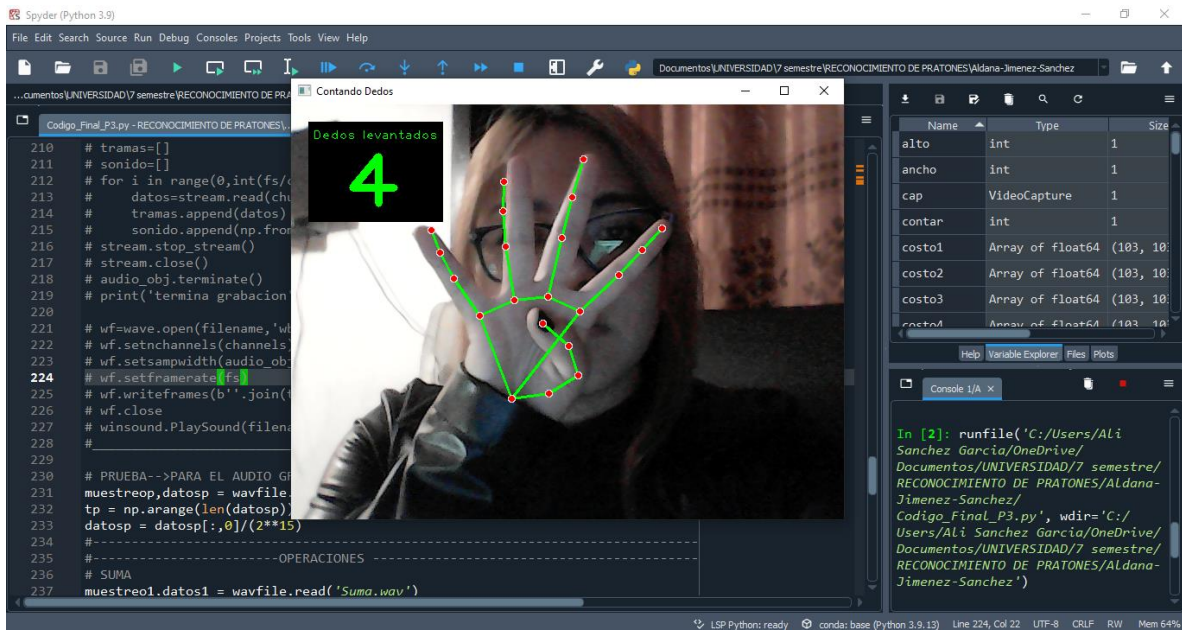 Spyder (Python 3.9)
File Edit Search Source Run Debug Consoles Projects Tools View Help
Documentos\UNIVERSIDAD\7 semestre\RECONOCIMIENTO DE PRATONES\Aldana-Jimenez-Sanchez
...cumentos\UNIVERSIDAD\7 semestre\RECONOCIMIENTO DE PRA
Codigo_Final_P3.py - RECONOCIMIENTO DE PRATONES\...
210 # tramas=[]
211 # sonido=[]
212 # for i in range(0,int(fs/
213 # datos=stream.read(chu
214 # tramas.append(datos)
215 # sonido.append(np.fron
216 # stream.stop_stream()
217 # stream.close()
218 # audio_obj.terminate()
219 # print('termina grabacion
220
221 # wf=wave.open(filename,'wb
222 # wf.setnchannels(channels)
223 # wf.setsampwidth(audio_obj
224 # wf.setframerate(fs)
225 # wf.writeframes(b''.join(t
226 # wf.close
227 # winsound.PlaySound(filena
228 #
229
230 # PRUEBA-->PARA EL AUDIO GR
231 muestreop,datosp = wavfile.
232 tp = np.arange(len(datosp))
233 datosp = datosp[:,0]/(2**15)
234 #-----------------------------------------------------------------------
235 #----------------------OPERACIONES --------------------------------------
236 # SUMA
237 muestreo1.datos1 = wavfile.read('Suma.wav')
Contando Dedos
Dedos levantados
4
Name Type Size
alto int 1
ancho int 1
cap VideoCapture 1
contar int 1
costo1 Array of float64 (103, 10
costo2 Array of float64 (103, 10
costo3 Array of float64 (103, 10
costo4 Array of float64 (103, 10
Help Variable Explorer Files Plots
Console 1/A
In [2]: runfile('C:/Users/Ali
Sanchez Garcia/OneDrive/
Documentos/UNIVERSIDAD/7 semestre/
RECONOCIMIENTO DE PRATONES/Aldana-
Jimenez-Sanchez/
Codigo_Final_P3.py', wdir='C:/
Users/Ali Sanchez Garcia/OneDrive/
Documentos/UNIVERSIDAD/7 semestre/
RECONOCIMIENTO DE PRATONES/Aldana-
Jimenez-Sanchez')
LSP Python: ready conda: base (Python 3.9.13) Line 224, Col 22 UTF-8 CRLF RW Mem 64%